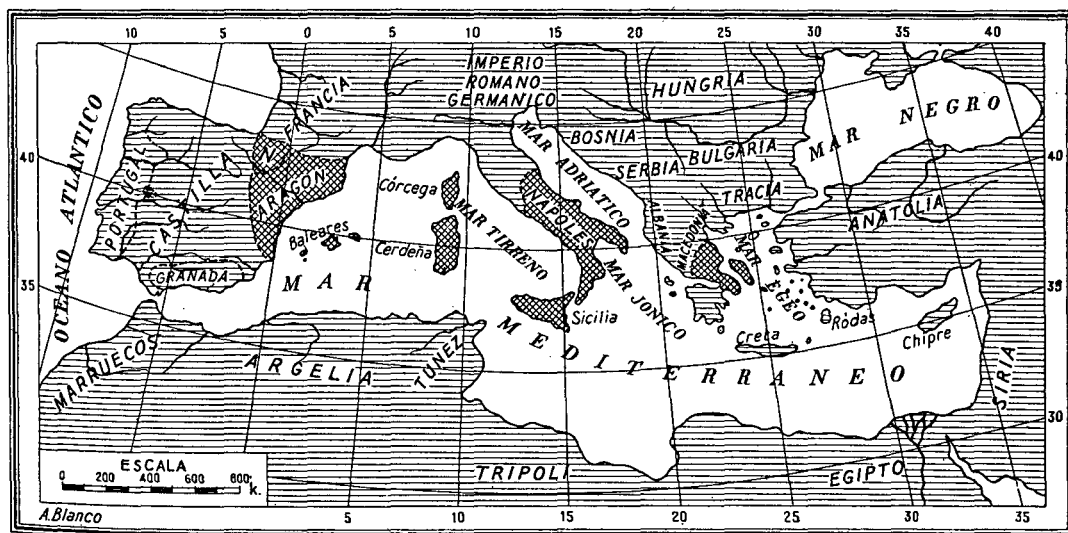 10 5 0 5 10 15 20 25 30 35 40
IMPERIO
ROMANO
GERMANICO
HUNGRIA
MAR NEGRO
FRANCIA
OCEANO ATLANTICO
40
PORTUGAL
CASTILLA
N.
ARAGON
BOSNIA
SERBIA
BULGARIA
40
Córcega
MAR ADRIATICO
TRACIA
ANATOLIA
NAPOLES
ALBANIA
MACEDONIA
Baleares
Cerdeña
MAR TIRRENO
MAR EGEO
GRANADA
35
MAR MEDITERRANEO
MAR JONICO
Sicilia
Creta
Ródas
Chipre
35
MARRUECOS
ARGELIA
TUNEZ
SIRIA
30
ESCALA
0 200 400 600 800 k.
TRIPOLI
EGIPTO
A.Blanco
5 10 15 20 25 30 35